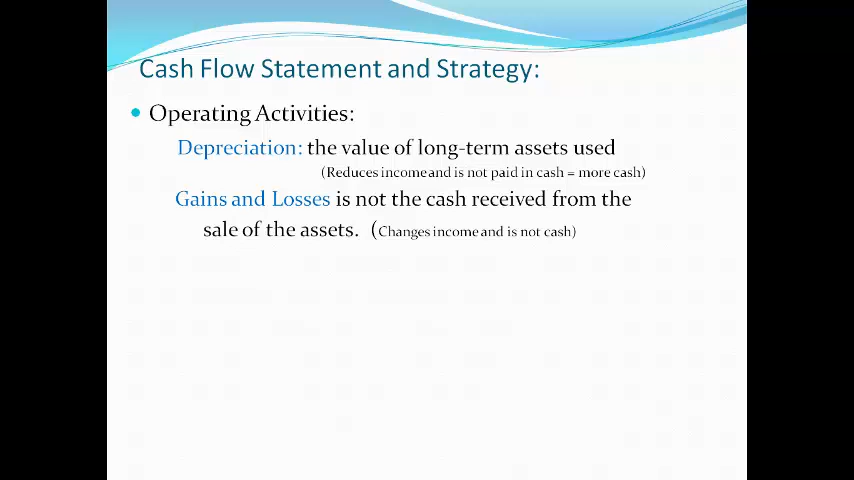 Cash Flow Statement and Strategy:
Operating Activities:
Depreciation: the value of long-term assets used
(Reduces income and is not paid in cash = more cash)
Gains and Losses is not the cash received from the
sale of the assets. (Changes income and is not cash)